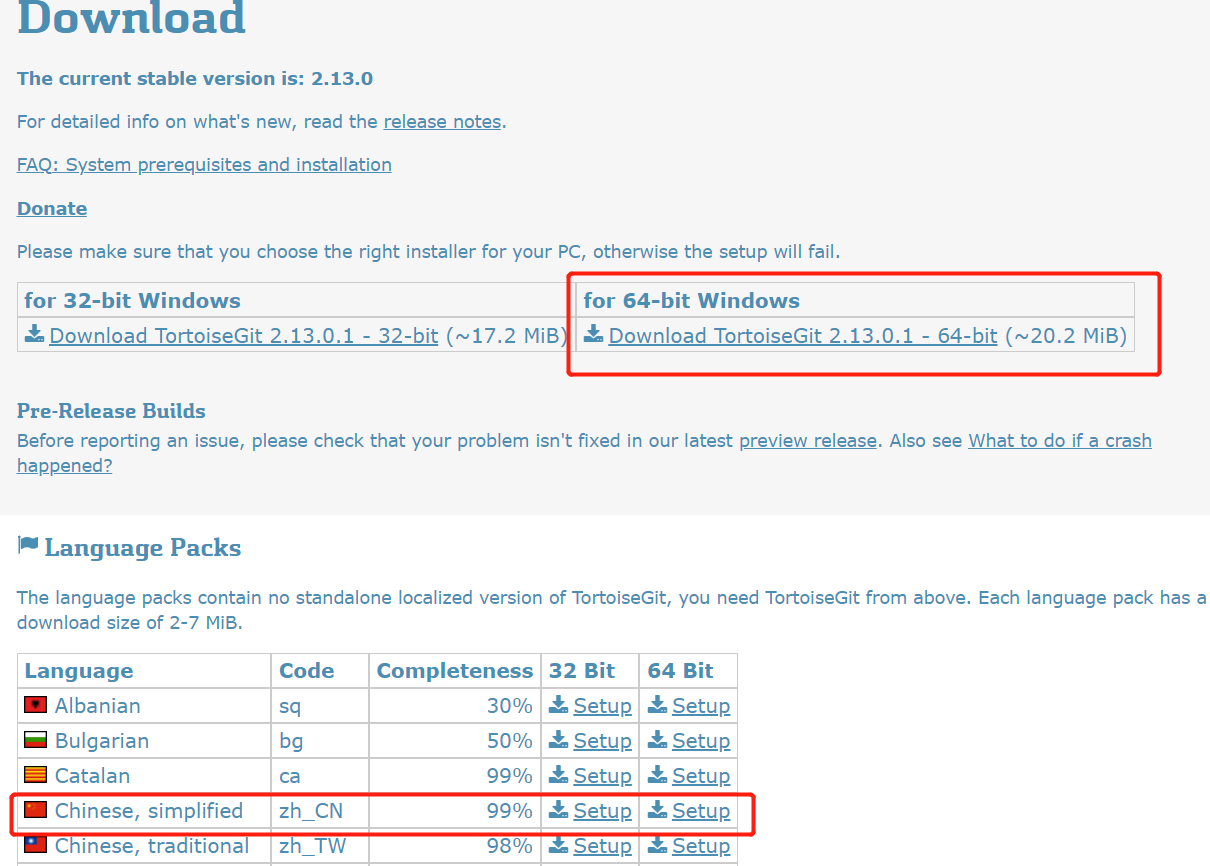 Download
The current stable version is: 2.13.0
For detailed info on what's new, read the release notes.
FAQ: System prerequisites and installation
Donate
Please make sure that you choose the right installer for your PC, otherwise the setup will fail.
for 32-bit Windows for 64-bit Windows
Download TortoiseGit 2.13.0.1 - 32-bit (~17.2 MiB) Download TortoiseGit 2.13.0.1 - 64-bit (~20.2 MiB)
Pre-Release Builds
Before reporting an issue, please check that your problem isn't fixed in our latest preview release. Also see What to do if a crash
happened?
Language Packs
The language packs contain no standalone localized version of TortoiseGit, you need TortoiseGit from above. Each language pack has a
download size of 2-7 MiB.
Language Code Completeness 32 Bit 64 Bit
Albanian sq 30% Setup Setup
Bulgarian bg 50% Setup Setup
Catalan ca 99% Setup Setup
Chinese, simplified zh_CN 99% Setup Setup
Chinese, traditional zh_TW 98% Setup Setup